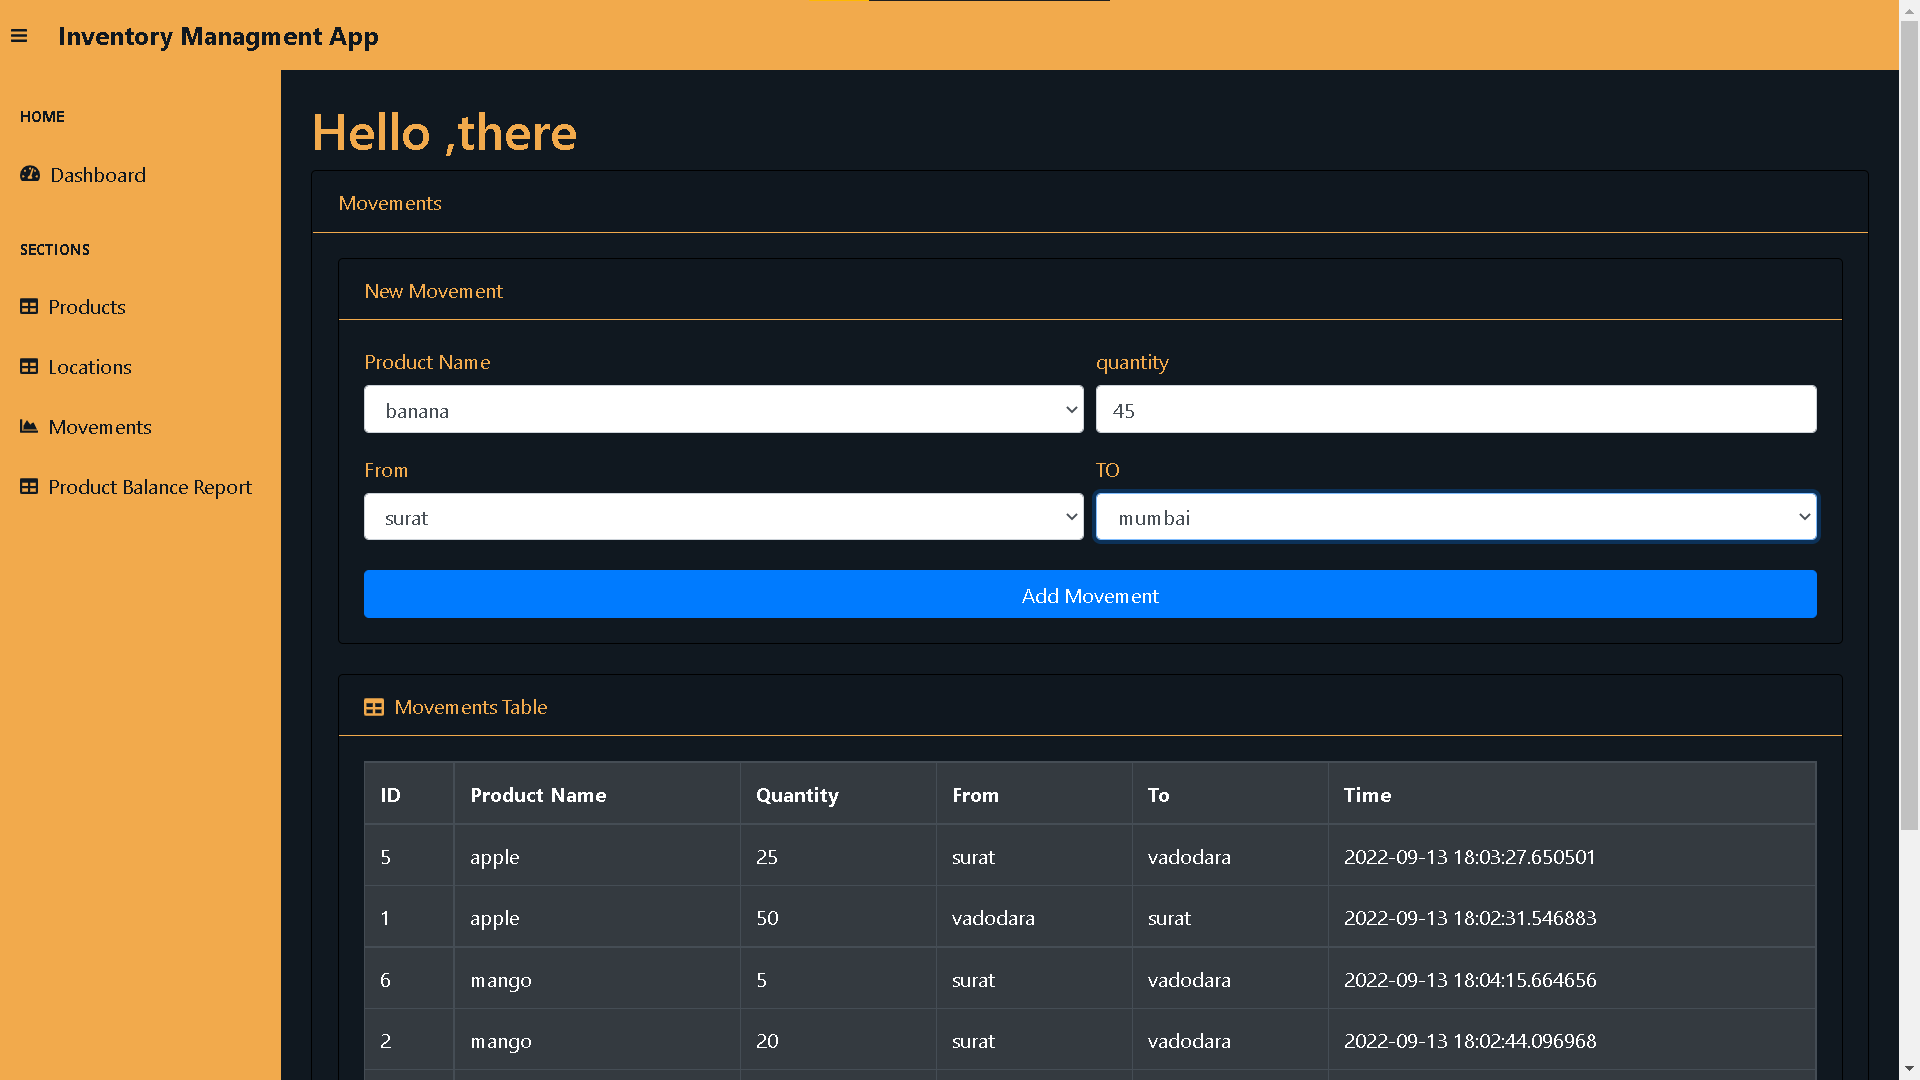 Inventory Managment App
HOME
Dashboard
SECTIONS
Products
Locations
Movements
Product Balance Report
Hello ,there
Movements
New Movement
Product Name quantity
banana 45
From TO
surat mumbai
Add Movement
Movements Table
ID Product Name Quantity From To Time
5 apple 25 surat vadodara 2022-09-13 18:03:27.650501
1 apple 50 vadodara surat 2022-09-13 18:02:31.546883
6 mango 5 surat vadodara 2022-09-13 18:04:15.664656
2 mango 20 surat vadodara 2022-09-13 18:02:44.096968